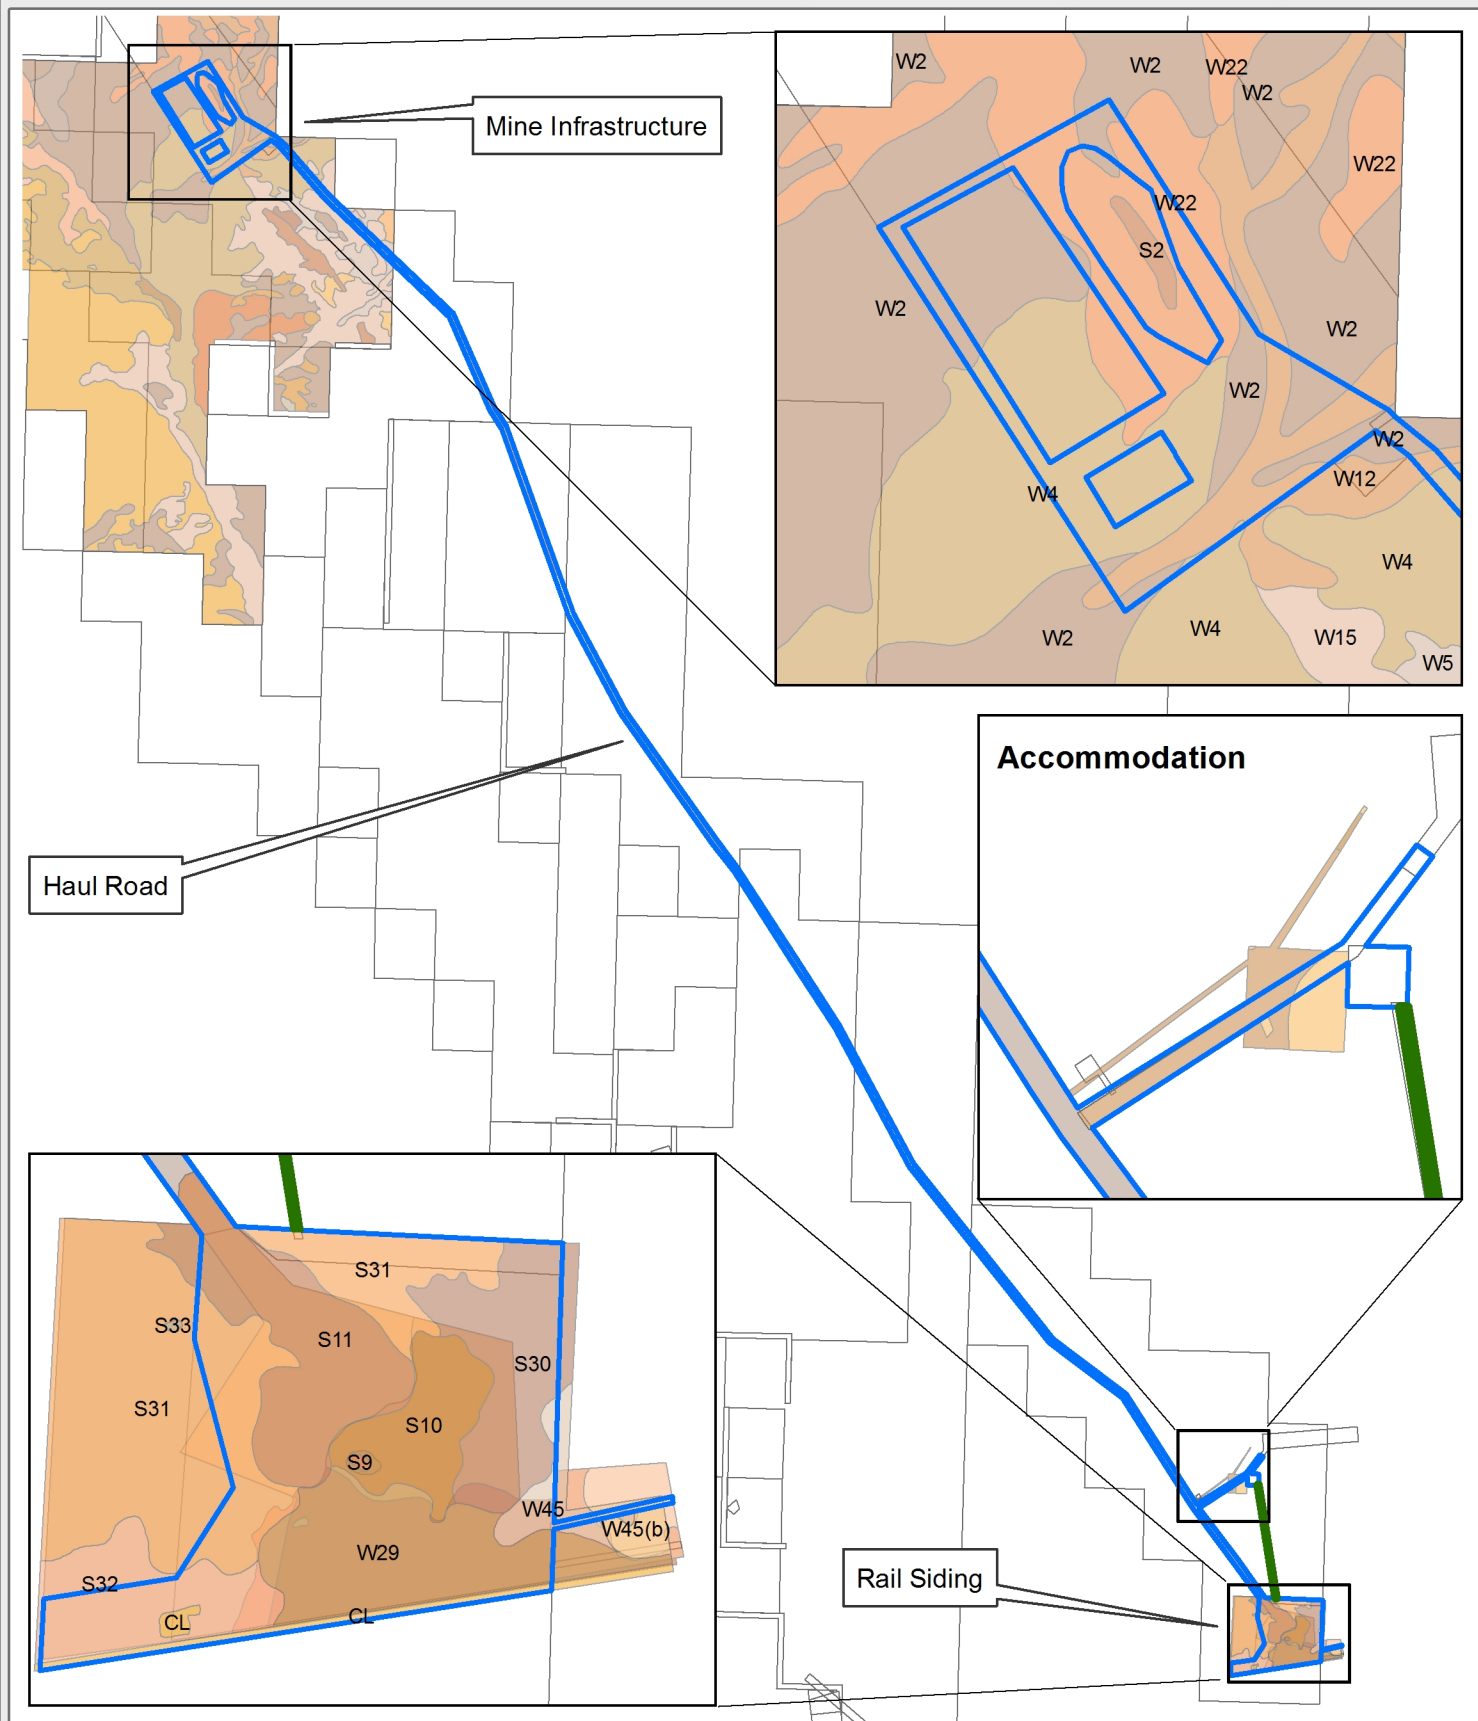 Mine Infrastructure
W2
W2
W22
W2
W22
W22
S2
W2
W2
W2
W2
W12
W4
W4
W4
W2
W15
W5
Accommodation
Haul Road
S31
S33
S11
S30
S31
S10
S9
W45
W45(b)
W29
S32
CL
CL
Rail Siding